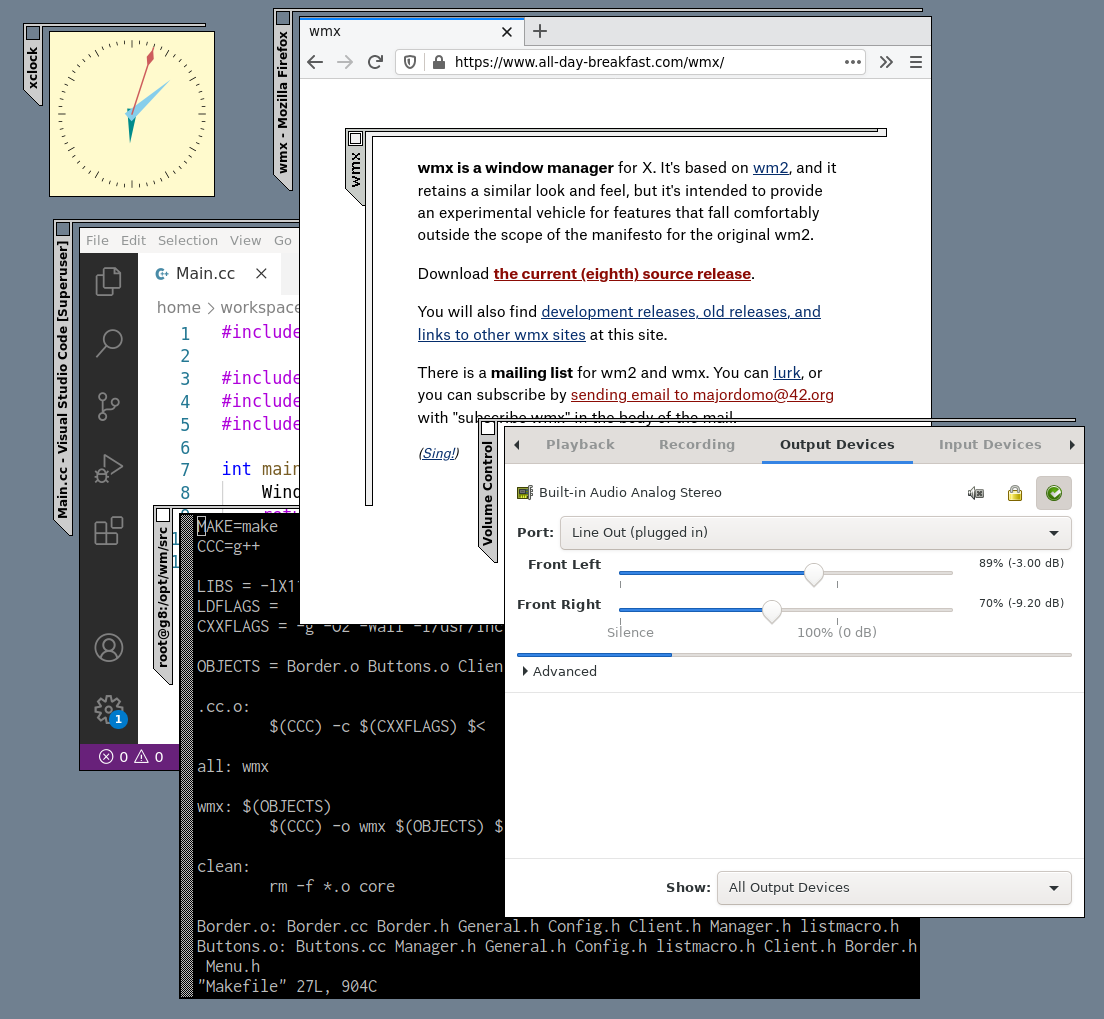 xclock
wmx - Mozilla Firefox
wmx
https://www.all-day-breakfast.com/wmx/
wmx
wmx is a window manager for X. It's based on wm2, and it
retains a similar look and feel, but it's intended to provide
an experimental vehicle for features that fall comfortably
outside the scope of the manifesto for the original wm2.
Download the current (eighth) source release.
You will also find development releases, old releases, and
links to other wmx sites at this site.
There is a mailing list for wm2 and wmx. You can lurk, or
you can subscribe by sending email to majordomo@42.org
with "subscribe wmx" in the body of the mail.
(Sing!)
Main.cc - Visual Studio Code [Superuser]
File Edit Selection View Go
Main.cc
home > workspace
1 #include
2
3 #include
4 #include
5 #include
6
7 int main
8 Wind
1
0 0
root@g8:/opt/wm/src
MAKE=make
CCC=g++
LIBS = -lX11
LDFLAGS =
CXXFLAGS = -g -O2 -Wall -I/usr/inc
OBJECTS = Border.o Buttons.o Clien
.cc.o:
$(CCC) -c $(CXXFLAGS) $<
all: wmx
wmx: $(OBJECTS)
$(CCC) -o wmx $(OBJECTS) $
clean:
rm -f *.o core
Border.o: Border.cc Border.h General.h Config.h Client.h Manager.h listmacro.h
Buttons.o: Buttons.cc Manager.h General.h Config.h listmacro.h Client.h Border.h
Menu.h
"Makefile" 27L, 904C
Volume Control
Playback Recording Output Devices Input Devices
Built-in Audio Analog Stereo
Port: Line Out (plugged in)
Front Left 89% (-3.00 dB)
Front Right 70% (-9.20 dB)
Silence 100% (0 dB)
Advanced
Show: All Output Devices